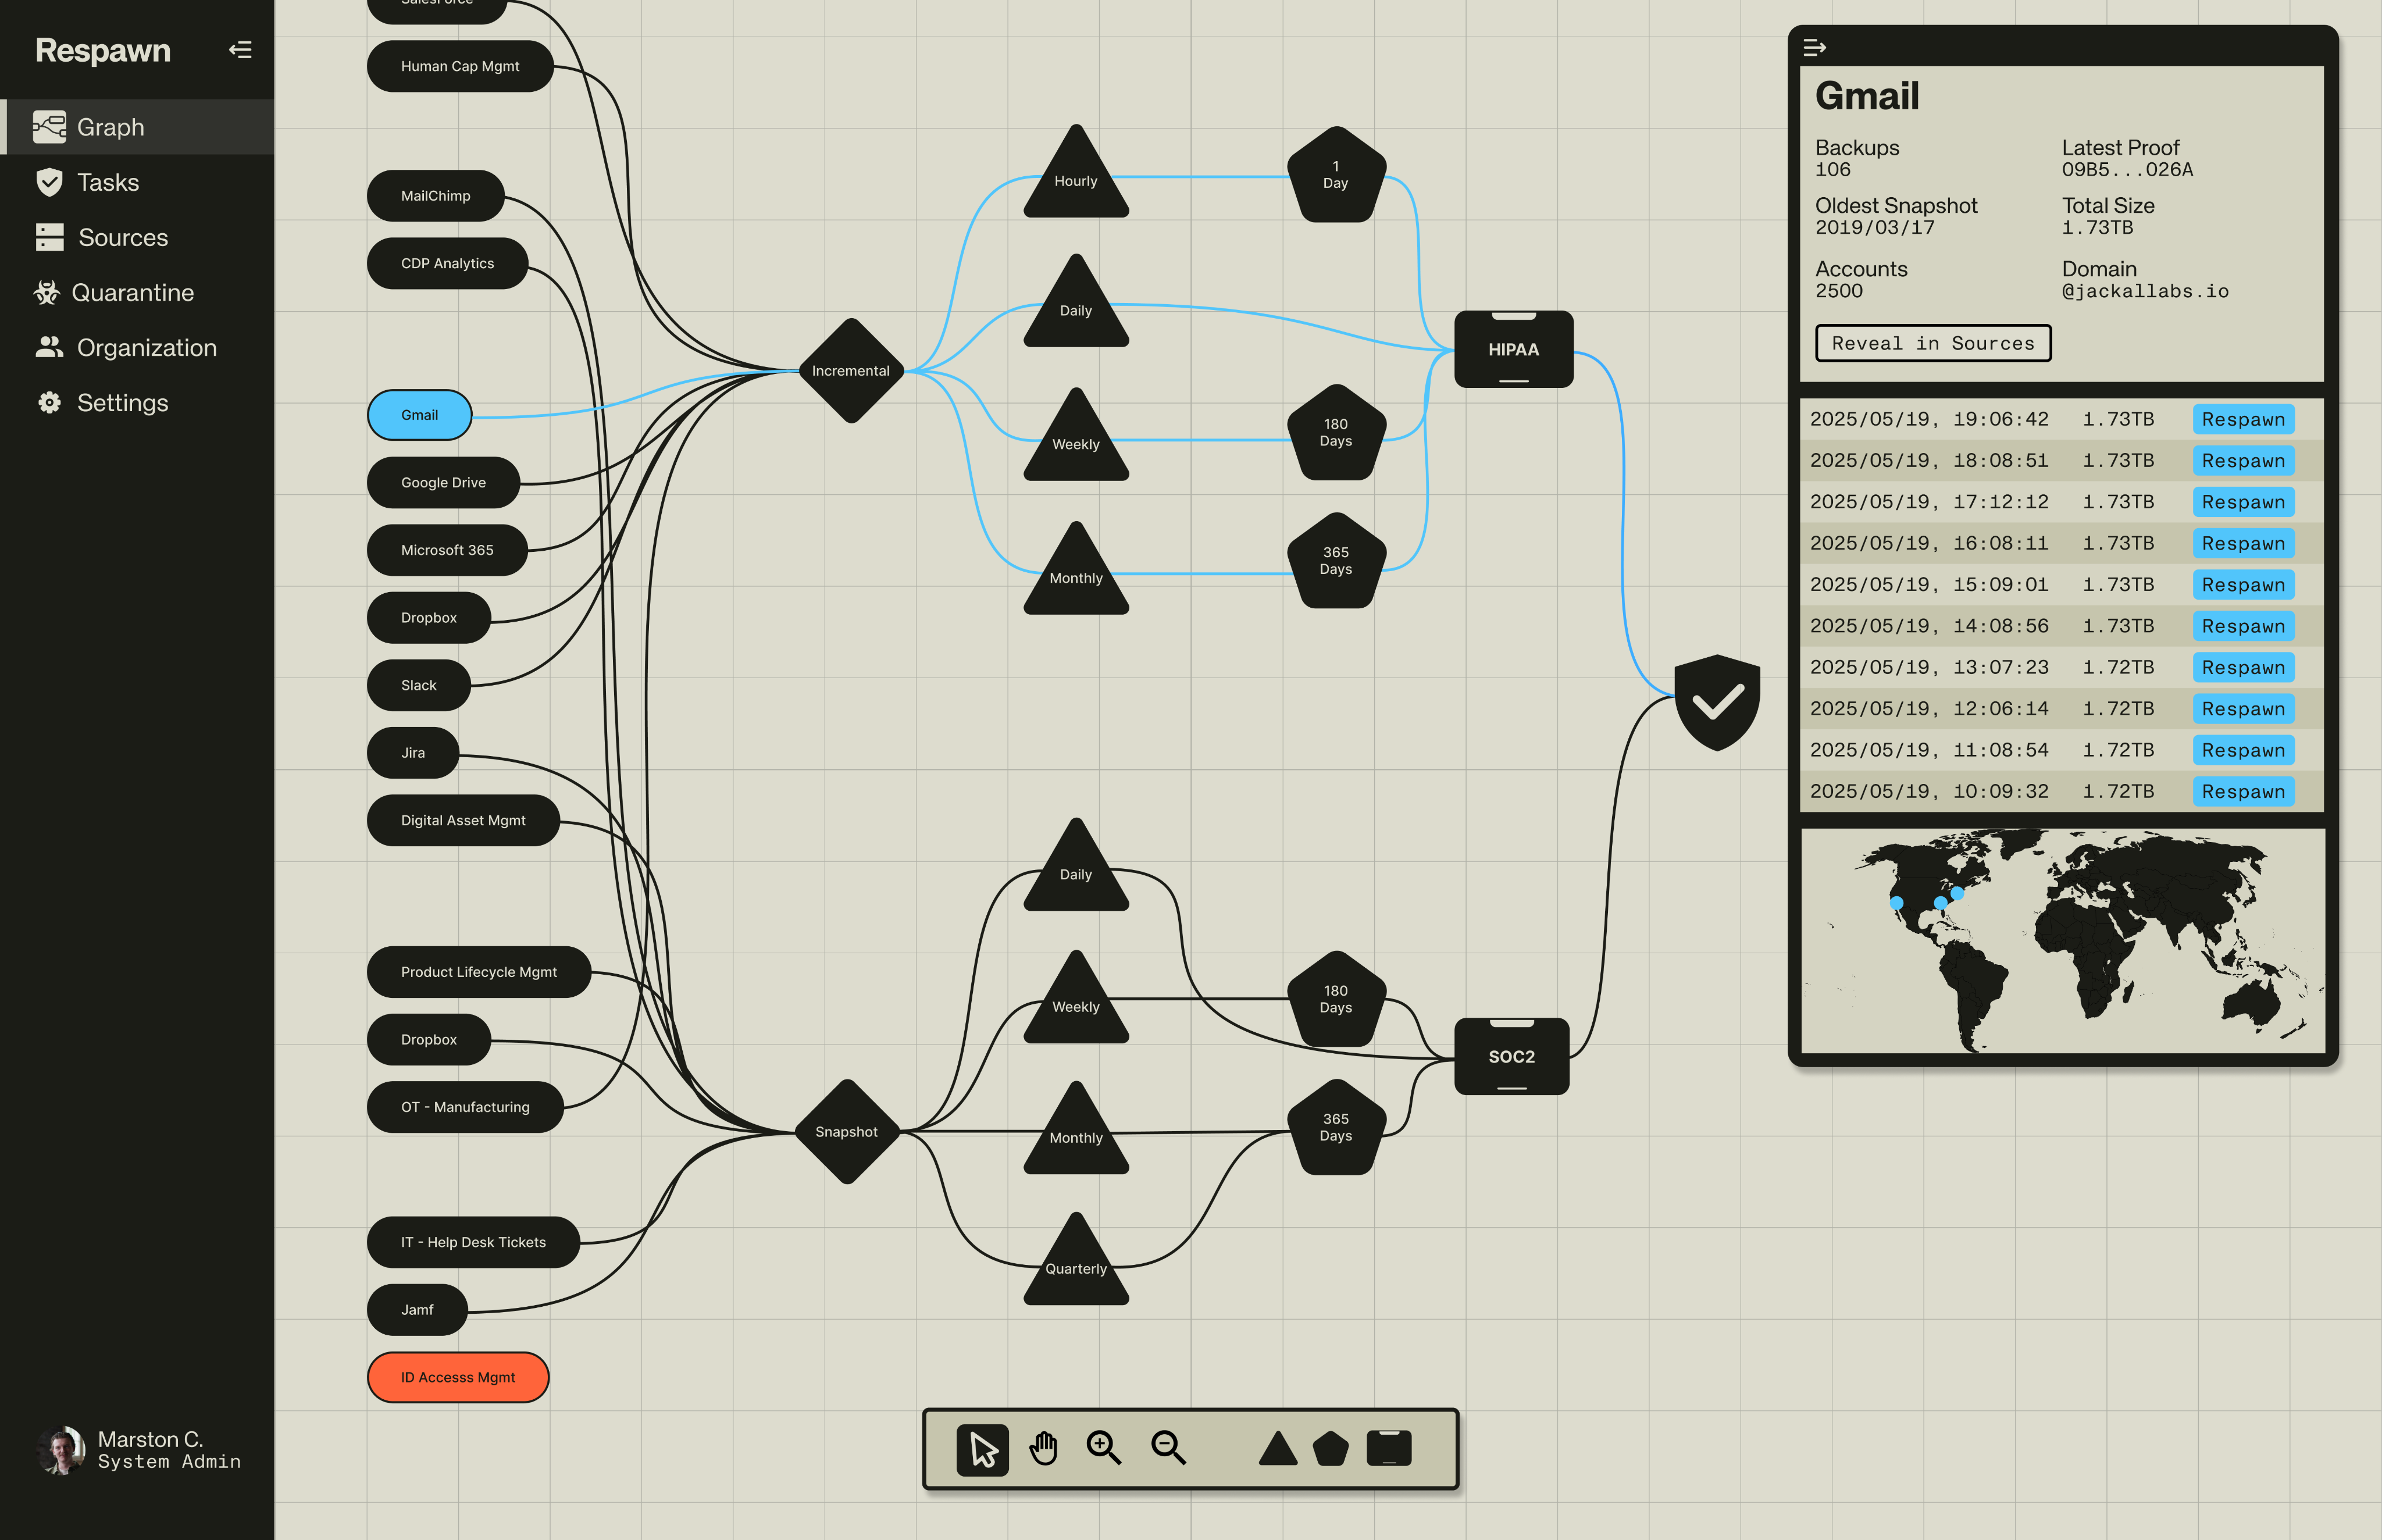 Respawn
Graph
Tasks
Sources
Quarantine
Organization
Settings
Marston C.
System Admin
SalesForce
Human Cap Mgmt
MailChimp
CDP Analytics
Gmail
Google Drive
Microsoft 365
Dropbox
Slack
Jira
Digital Asset Mgmt
Product Lifecycle Mgmt
Dropbox
OT - Manufacturing
IT - Help Desk Tickets
Jamf
ID Accesss Mgmt
Incremental
Snapshot
Hourly
Daily
Weekly
Monthly
1
Day
180
Days
365
Days
HIPAA
Daily
Weekly
Monthly
Quarterly
180
Days
365
Days
SOC2
Gmail
Backups
106
Latest Proof
09B5...026A
Oldest Snapshot
2019/03/17
Total Size
1.73TB
Accounts
2500
Domain
@jackallabs.io
Reveal in Sources
2025/05/19, 19:06:42 1.73TB Respawn
2025/05/19, 18:08:51 1.73TB Respawn
2025/05/19, 17:12:12 1.73TB Respawn
2025/05/19, 16:08:11 1.73TB Respawn
2025/05/19, 15:09:01 1.73TB Respawn
2025/05/19, 14:08:56 1.73TB Respawn
2025/05/19, 13:07:23 1.72TB Respawn
2025/05/19, 12:06:14 1.72TB Respawn
2025/05/19, 11:08:54 1.72TB Respawn
2025/05/19, 10:09:32 1.72TB Respawn